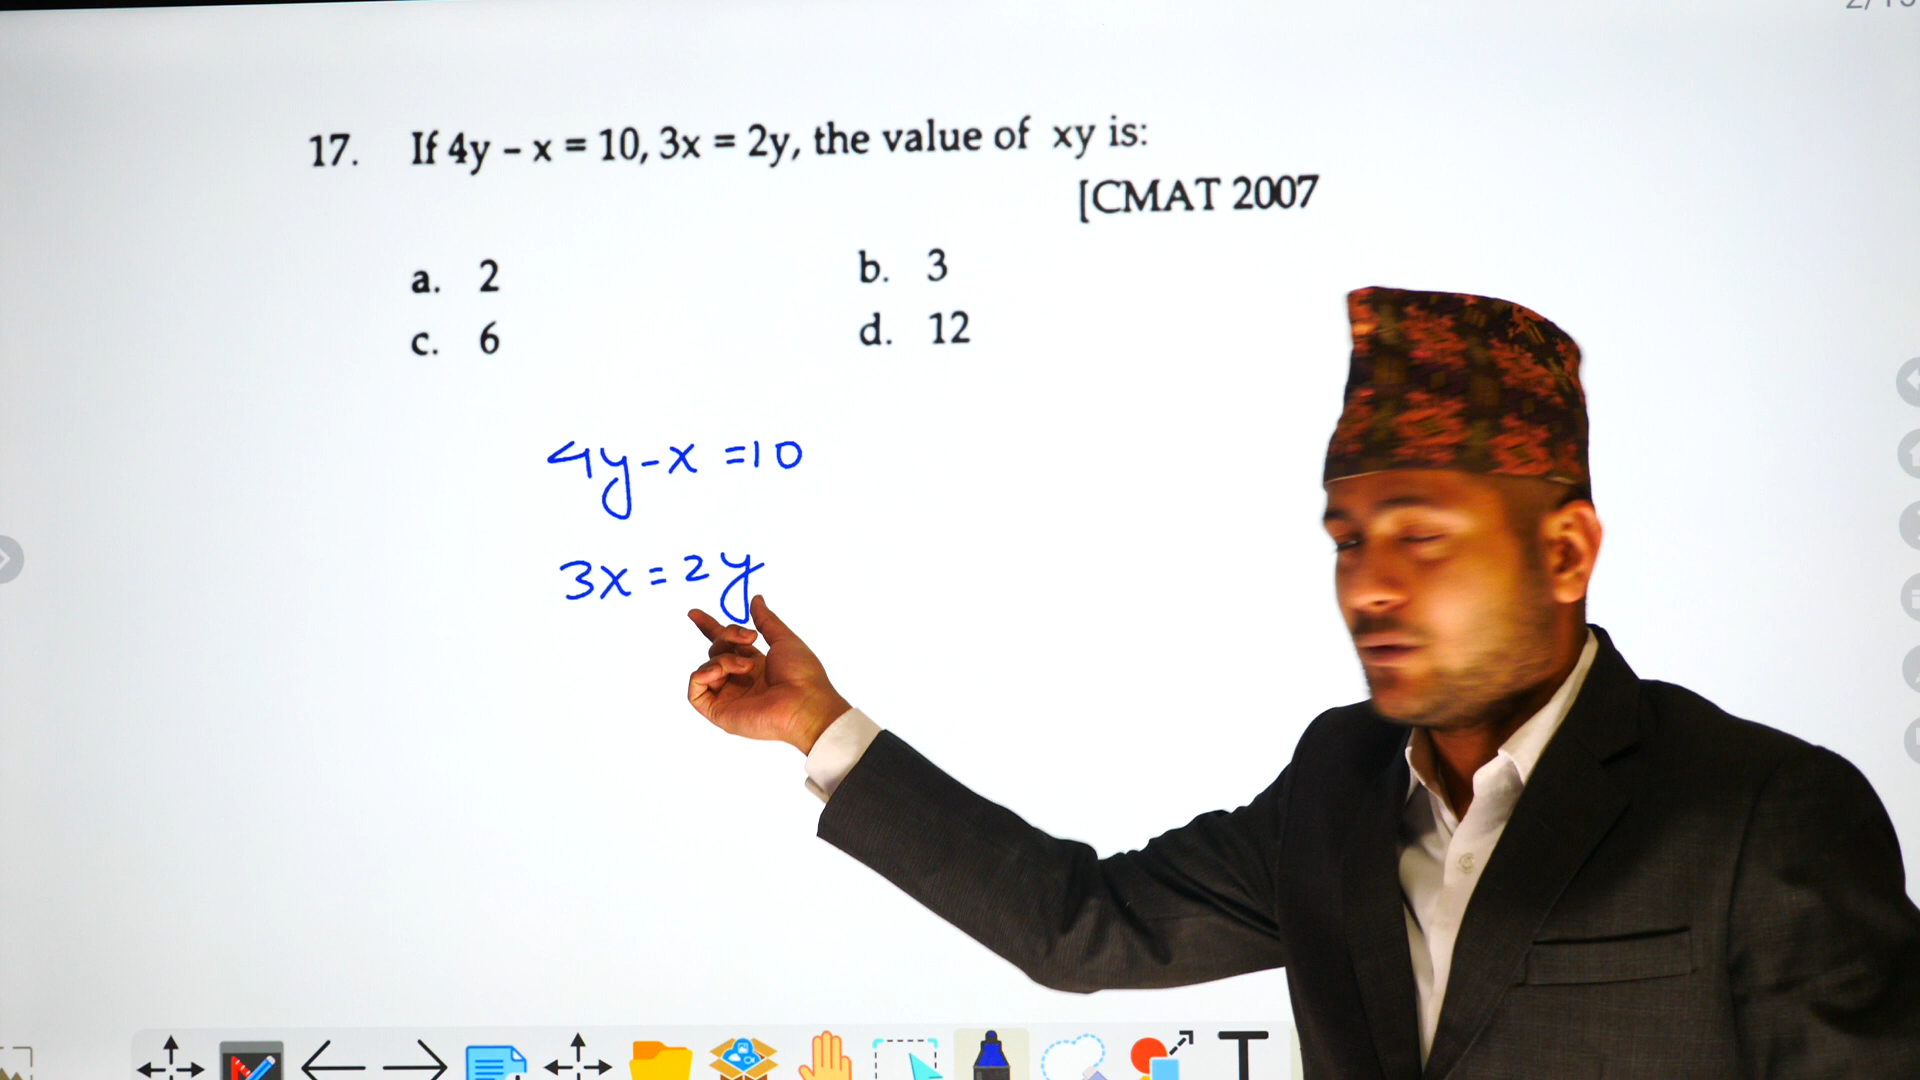 17. If 4y – x = 10, 3x = 2y, the value of xy is:
[CMAT 2007
a. 2 b. 3
c. 6 d. 12
4y-x =10
3x=2y
T